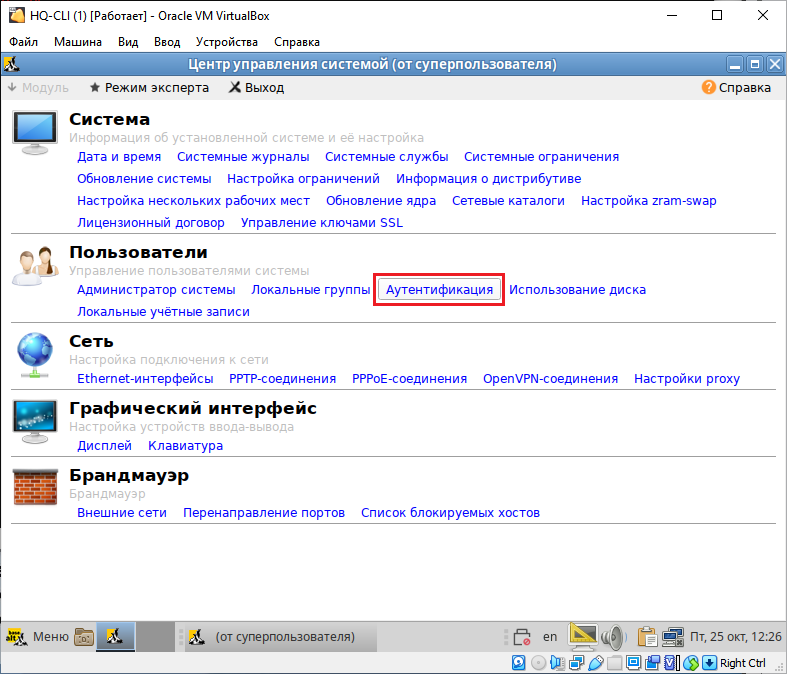 HQ-CLI (1) [Работает] - Oracle VM VirtualBox
Файл Машина Вид Ввод Устройства Справка
Центр управления системой (от суперпользователя)
Модуль Режим эксперта Выход Справка
Система
Информация об установленной системе и её настройка
Дата и время Системные журналы Системные службы Системные ограничения
Обновление системы Настройка ограничений Информация о дистрибутиве
Настройка нескольких рабочих мест Обновление ядра Сетевые каталоги Настройка zram-swap
Лицензионный договор Управление ключами SSL
Пользователи
Управление пользователями системы
Администратор системы Локальные группы Аутентификация Использование диска
Локальные учётные записи
Сеть
Настройка подключения к сети
Ethernet-интерфейсы PPTP-соединения PPPoE-соединения OpenVPN-соединения Настройки proxy
Графический интерфейс
Настройка устройств ввода-вывода
Дисплей Клавиатура
Брандмауэр
Брандмауэр
Внешние сети Перенаправление портов Список блокируемых хостов
Меню (от суперпользователя) en Пт, 25 окт, 12:26
Right Ctrl